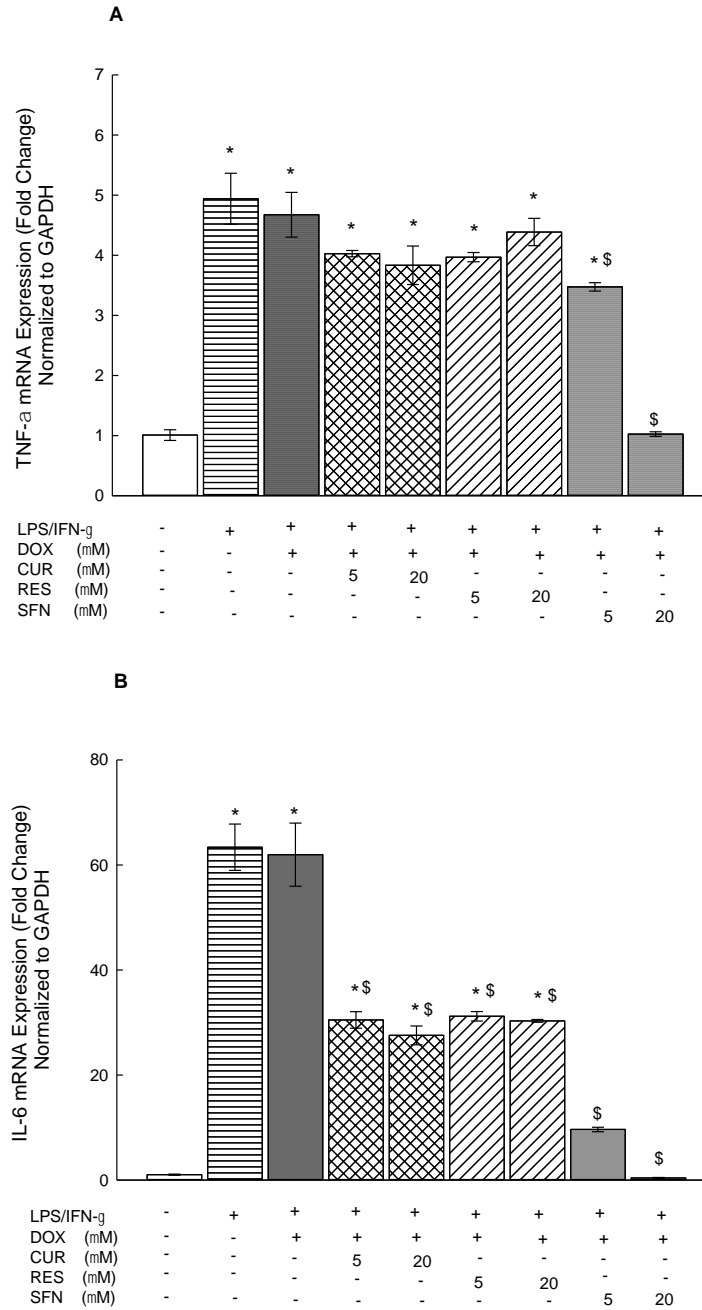 A
7
6
5
4
3
2
1
0
TNF-a mRNA Expression (Fold Change)
Normalized to GAPDH
* * * * * * * $ $
LPS/IFN-g - + + + + + + + +
DOX (mM) - - + + + + + + +
CUR (mM) - - - 5 20 - - - -
RES (mM) - - - - - 5 20 - -
SFN (mM) - - - - - - - 5 20
B
80
60
40
20
0
IL-6 mRNA Expression (Fold Change)
Normalized to GAPDH
* * * $ * $ * $ * $ $ $
LPS/IFN-g - + + + + + + + +
DOX (mM) - - + + + + + + +
CUR (mM) - - - 5 20 - - - -
RES (mM) - - - - - 5 20 - -
SFN (mM) - - - - - - - 5 20